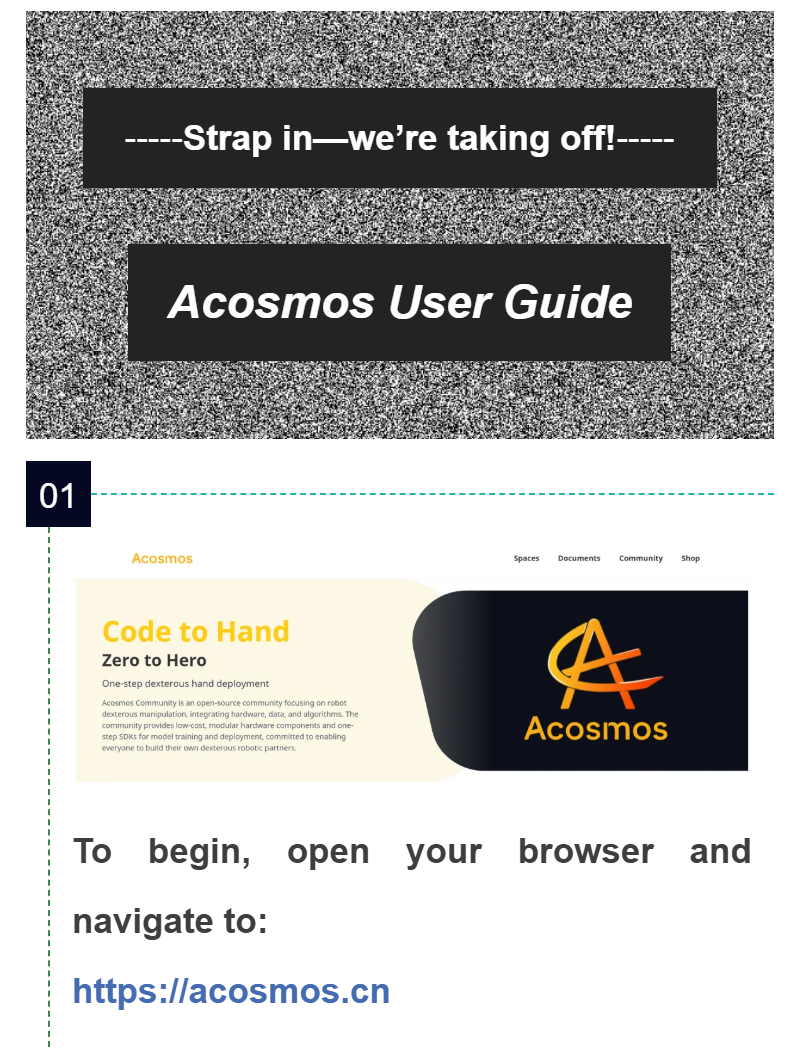 -----Strap in—we’re taking off!-----
Acosmos User Guide
01
Acosmos
Spaces Documents Community Shop
Code to Hand
Zero to Hero
One-step dexterous hand deployment
Acosmos Community is an open-source community focusing on robot
dexterous manipulation, integrating hardware, data, and algorithms. The
community provides low-cost, modular hardware components and one-
step SDKs for model training and deployment, committed to enabling
everyone to build their own dexterous robotic partners.
Acosmos
To begin, open your browser and
navigate to:
https://acosmos.cn